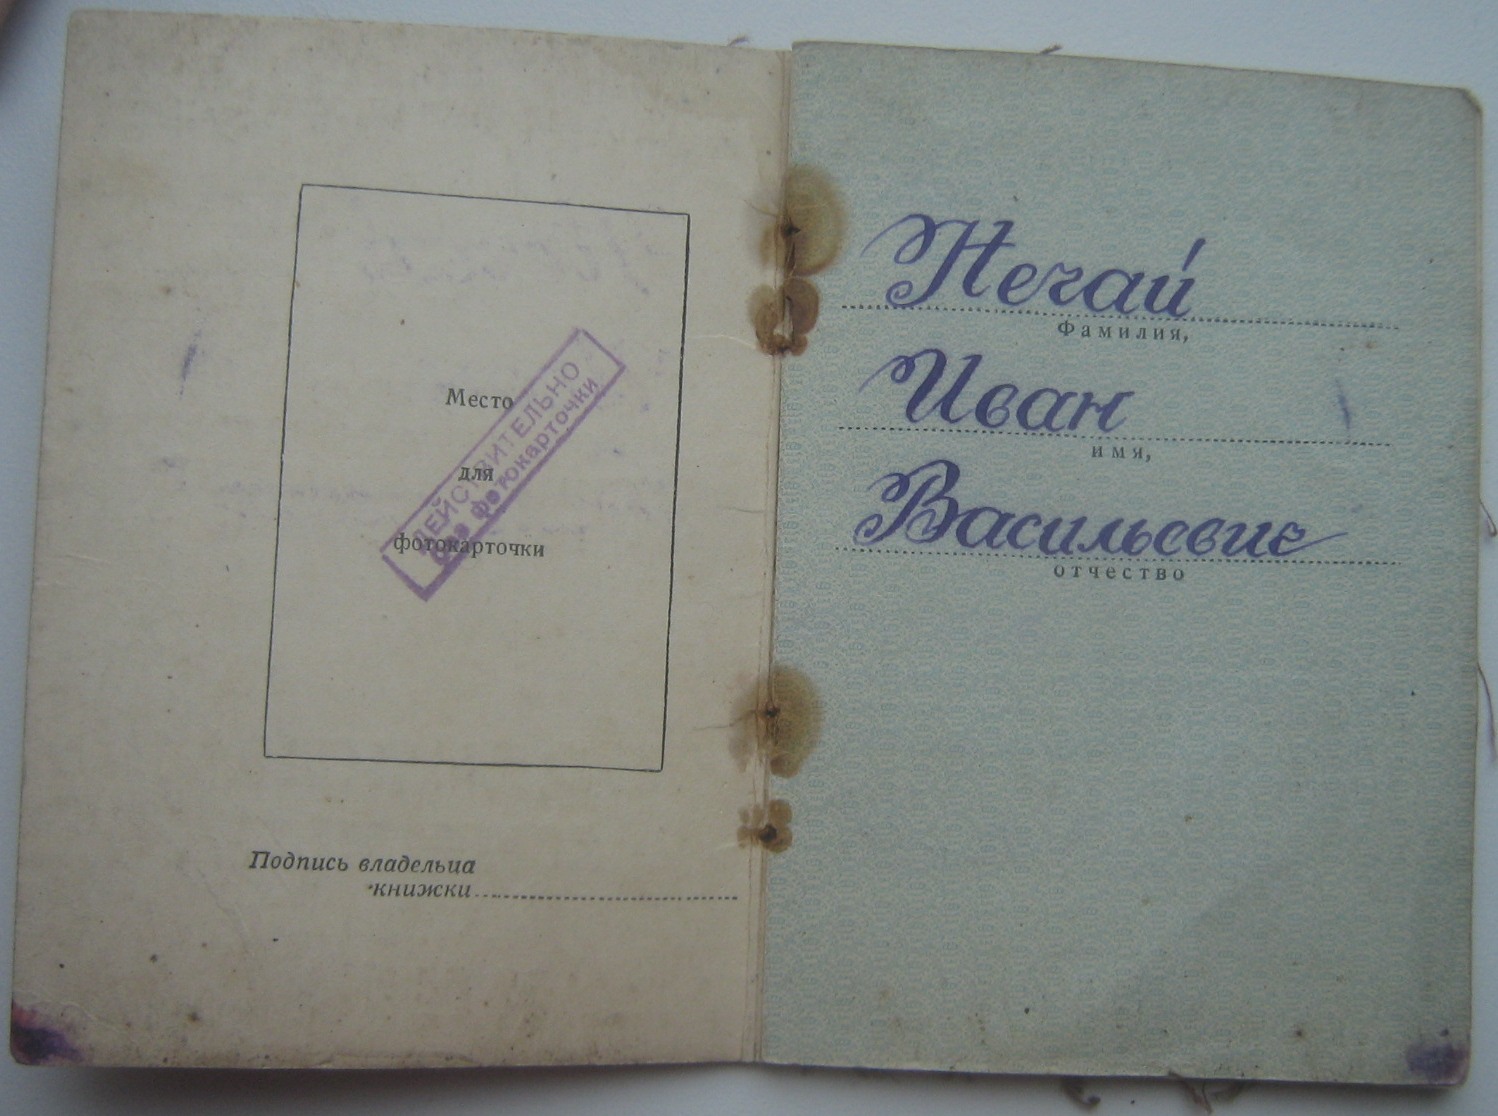 Место
для
фотокарточки
ДЕЙСТВИТЕЛЬНО
без фотокарточки
Подпись владельца
книжки
Нечай
Фамилия,
Иван
имя,
Васильевич
отчество